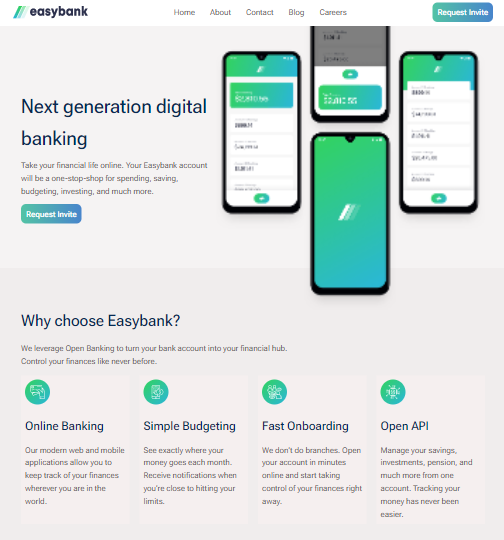 easybank
Home About Contact Blog Careers
Request Invite
Next generation digital
banking
Take your financial life online. Your Easybank account
will be a one-stop-shop for spending, saving,
budgeting, investing, and much more.
Request Invite
Why choose Easybank?
We leverage Open Banking to turn your bank account into your financial hub.
Control your finances like never before.
Online Banking
Our modern web and mobile
applications allow you to
keep track of your finances
wherever you are in the
world.
Simple Budgeting
See exactly where your
money goes each month.
Receive notifications when
you're close to hitting your
limits.
Fast Onboarding
We don't do branches. Open
your account in minutes
online and start taking
control of your finances right
away.
Open API
Manage your savings,
investments, pension, and
much more from one
account. Tracking your
money has never been
easier.